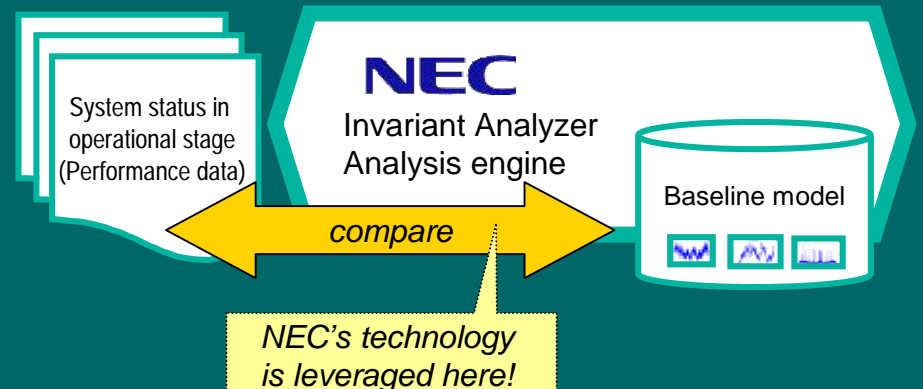 System status in
operational stage
(Performance data)
NEC
Invariant Analyzer
Analysis engine
Baseline model
compare
NEC’s technology
is leveraged here!